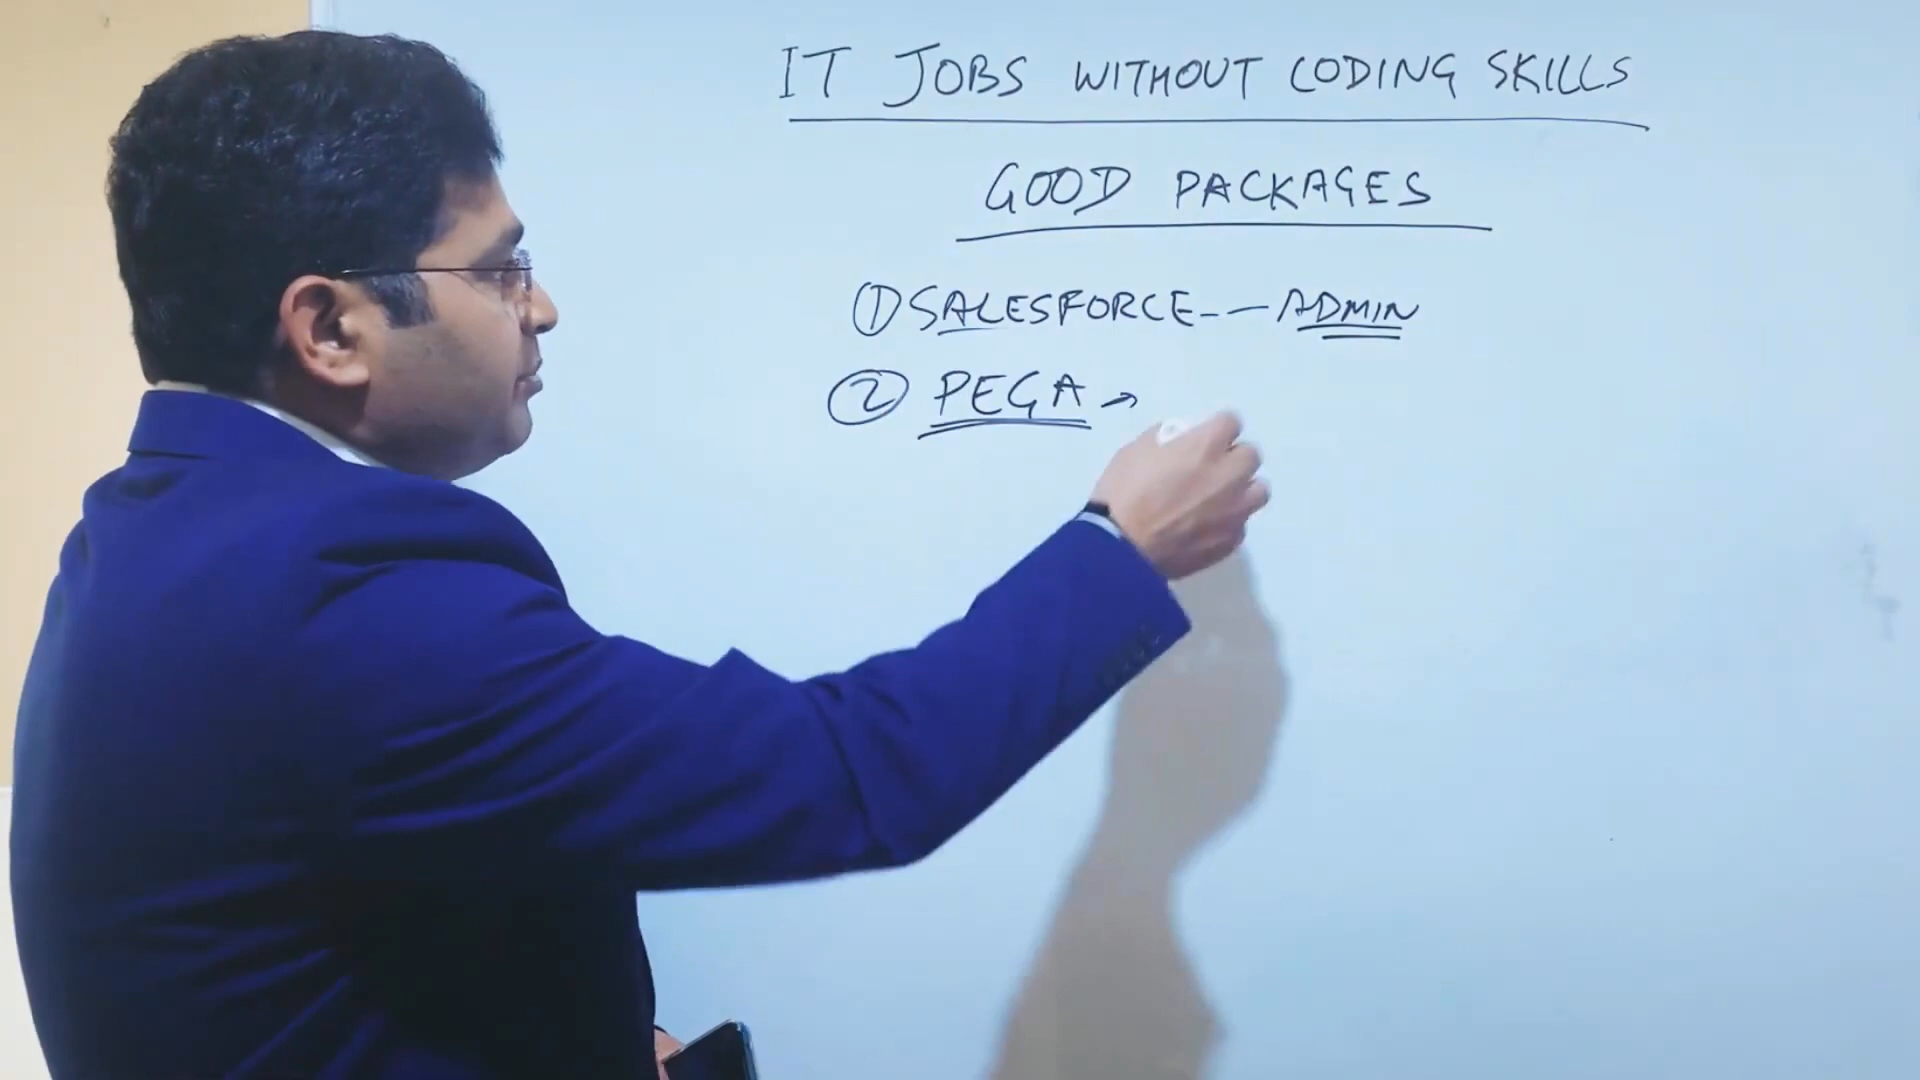 IT JOBS WITHOUT CODING SKILLS
GOOD PACKAGES
① SALESFORCE -- ADMIN
② PEGA →